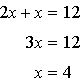 2x + x = 12
3x = 12
x = 4